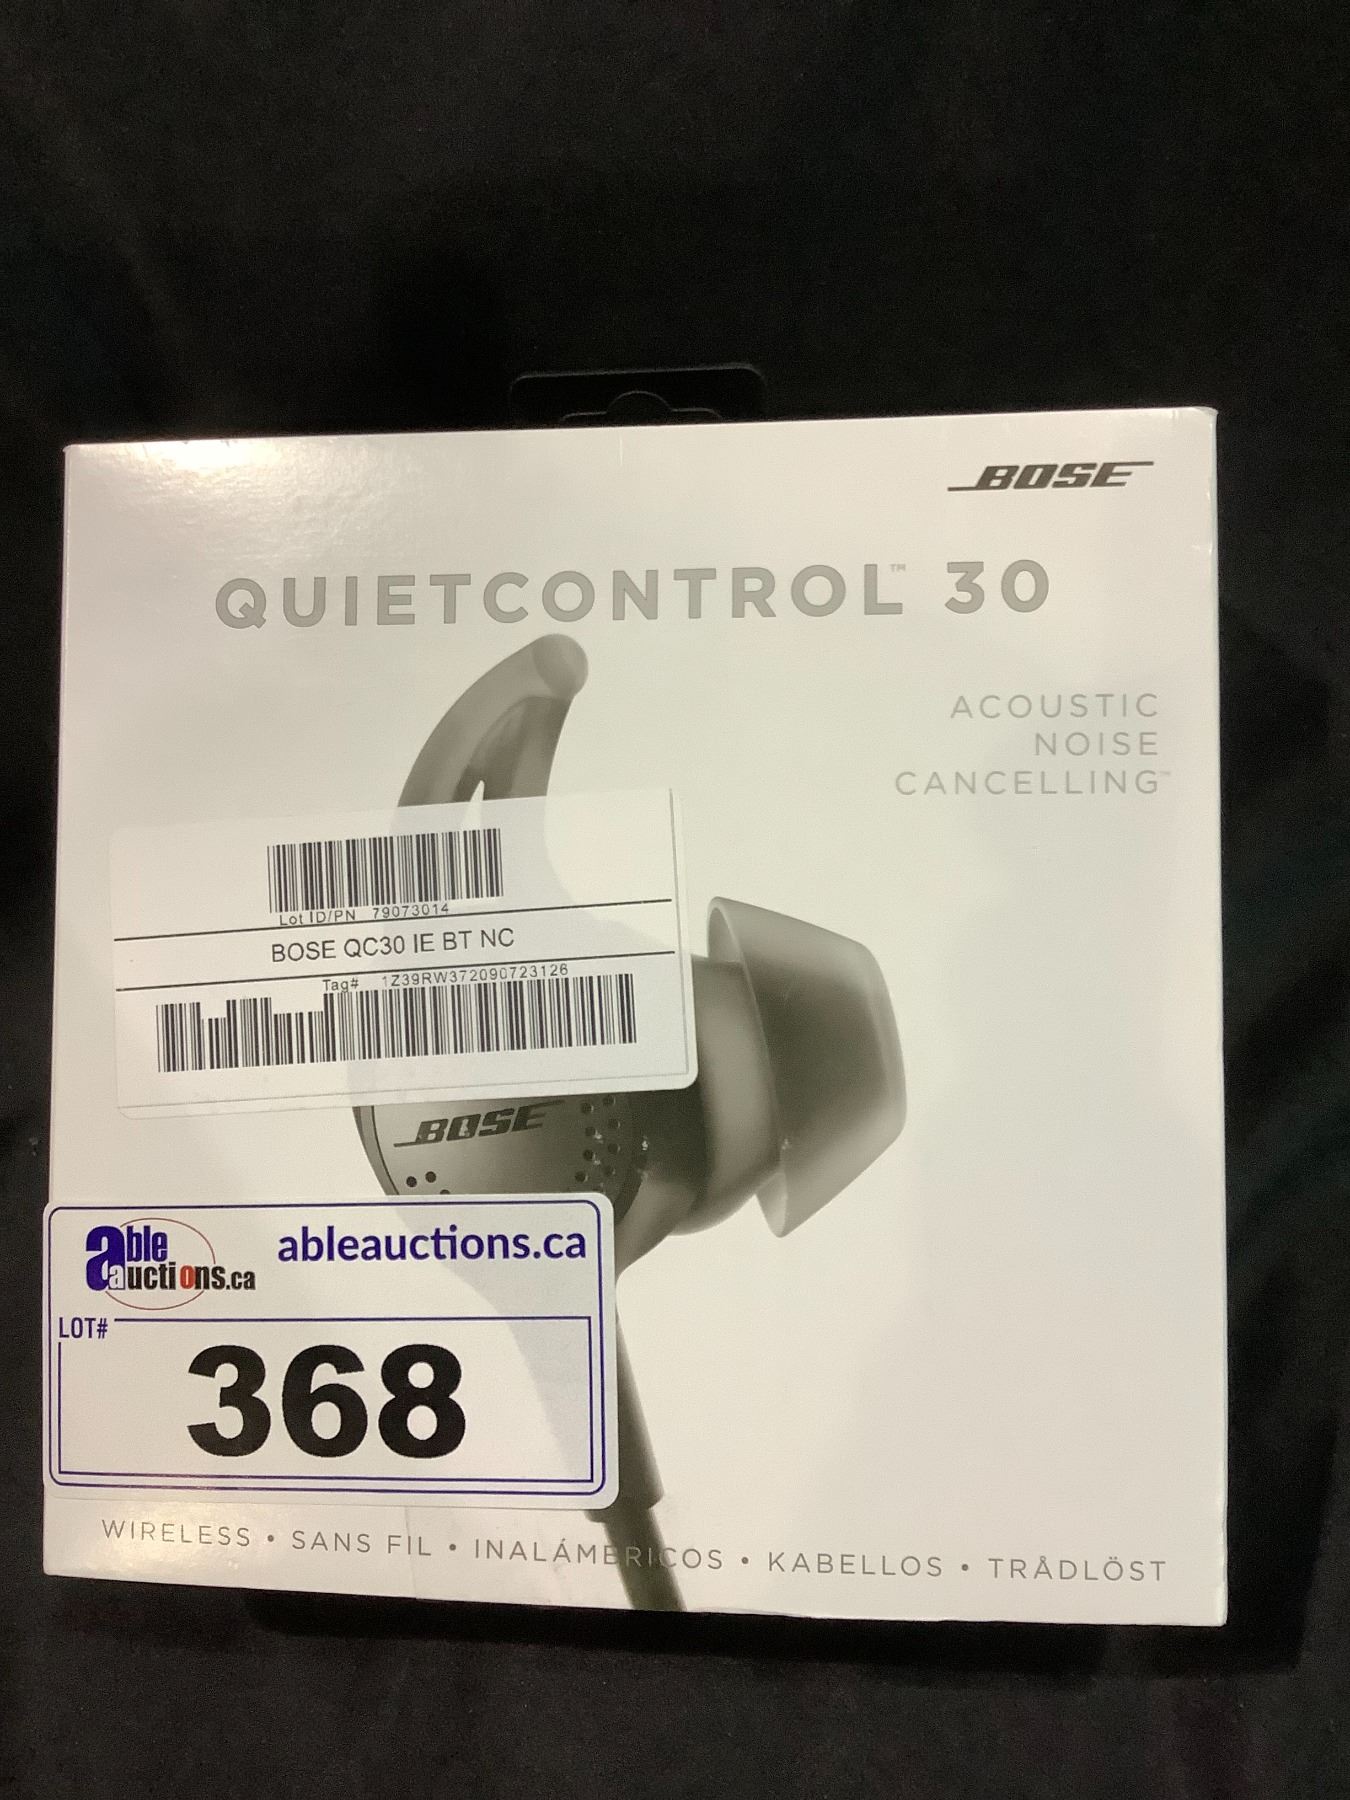 BOSE
QUIETCONTROL™ 30
ACOUSTIC
NOISE
CANCELLING™
Lot ID/PN 79073014
BOSE QC30 IE BT NC
Tag# 1Z39RW372090723126
BOSE
able
auctions.ca
ableauctions.ca
LOT#
368
WIRELESS • SANS FIL • INALÁMBRICOS • KABELLOS • TRÅDLÖST